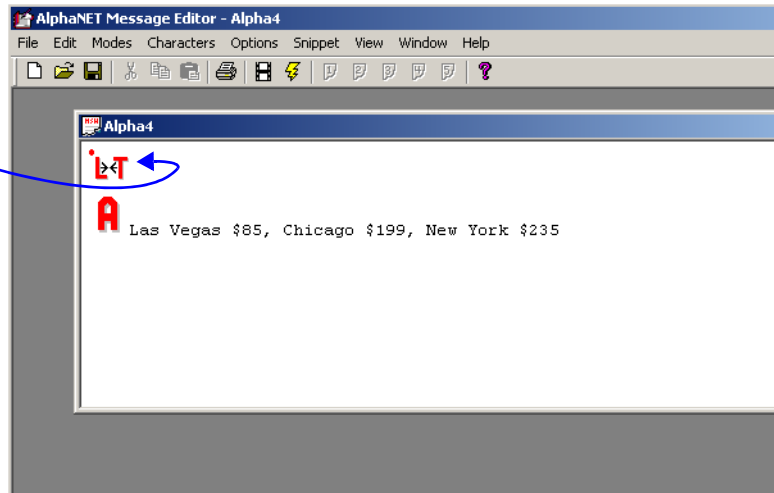 AlphaNET Message Editor - Alpha4
File Edit Modes Characters Options Snippet View Window Help
Alpha4
L>+<T
A
Las Vegas $85, Chicago $199, New York $235